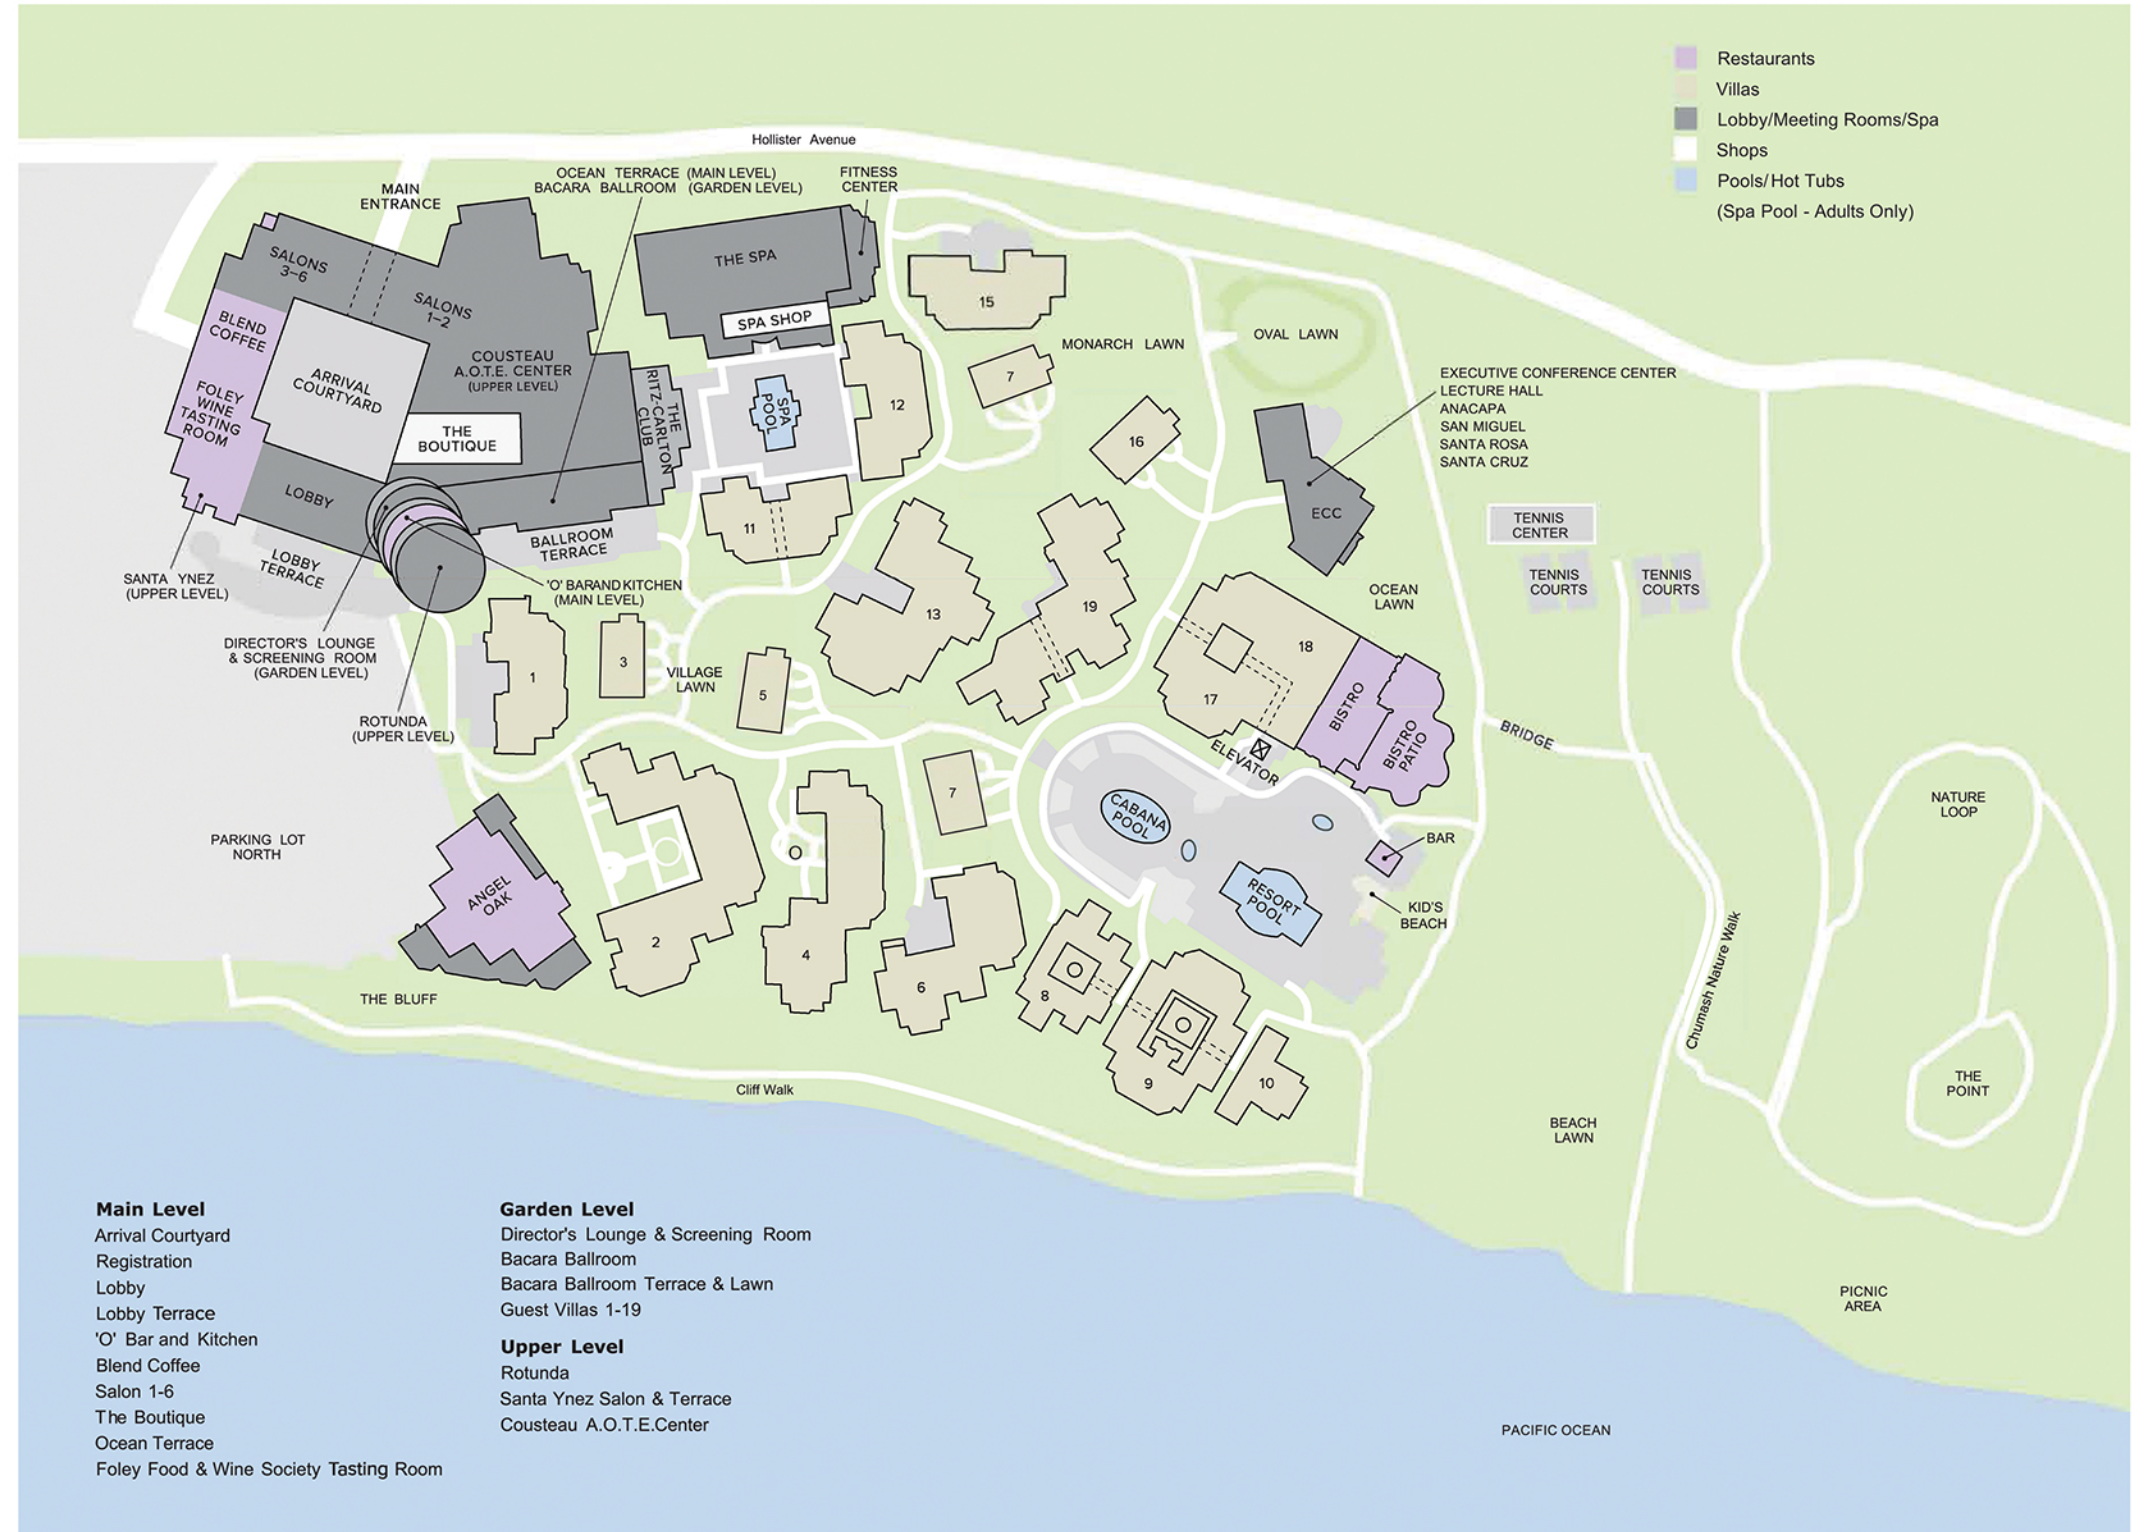 Restaurants
Villas
Lobby/Meeting Rooms/Spa
Shops
Pools/Hot Tubs
(Spa Pool - Adults Only)
Hollister Avenue
MAIN
ENTRANCE
OCEAN TERRACE (MAIN LEVEL)
BACARA BALLROOM (GARDEN LEVEL)
FITNESS
CENTER
SALONS
3–6
SALONS
1–2
THE SPA
SPA SHOP
BLEND
COFFEE
ARRIVAL
COURTYARD
COUSTEAU
A.O.T.E. CENTER
(UPPER LEVEL)
FOLEY
WINE
TASTING
ROOM
THE
BOUTIQUE
THE
RITZ-CARLTON
CLUB
SPA
POOL
LOBBY
LOBBY
TERRACE
BALLROOM
TERRACE
SANTA YNEZ
(UPPER LEVEL)
'O' BARAND KITCHEN
(MAIN LEVEL)
DIRECTOR'S LOUNGE
& SCREENING ROOM
(GARDEN LEVEL)
ROTUNDA
(UPPER LEVEL)
15
7
12
16
11
MONARCH LAWN
OVAL LAWN
EXECUTIVE CONFERENCE CENTER
LECTURE HALL
ANACAPA
SAN MIGUEL
SANTA ROSA
SANTA CRUZ
ECC
TENNIS
CENTER
TENNIS
COURTS
TENNIS
COURTS
OCEAN
LAWN
13
19
18
17
1
3
VILLAGE
LAWN
5
BISTRO
BISTRO
PATIO
BRIDGE
ELEVATOR
CABANA
POOL
7
BAR
RESORT
POOL
KID'S
BEACH
NATURE
LOOP
PARKING LOT
NORTH
ANGEL
OAK
2
4
6
8
9
10
THE BLUFF
Cliff Walk
Chumash Nature Walk
THE
POINT
BEACH
LAWN
PICNIC
AREA
PACIFIC OCEAN
Main Level
Arrival Courtyard
Registration
Lobby
Lobby Terrace
'O' Bar and Kitchen
Blend Coffee
Salon 1-6
The Boutique
Ocean Terrace
Foley Food & Wine Society Tasting Room
Garden Level
Director's Lounge & Screening Room
Bacara Ballroom
Bacara Ballroom Terrace & Lawn
Guest Villas 1-19
Upper Level
Rotunda
Santa Ynez Salon & Terrace
Cousteau A.O.T.E.Center